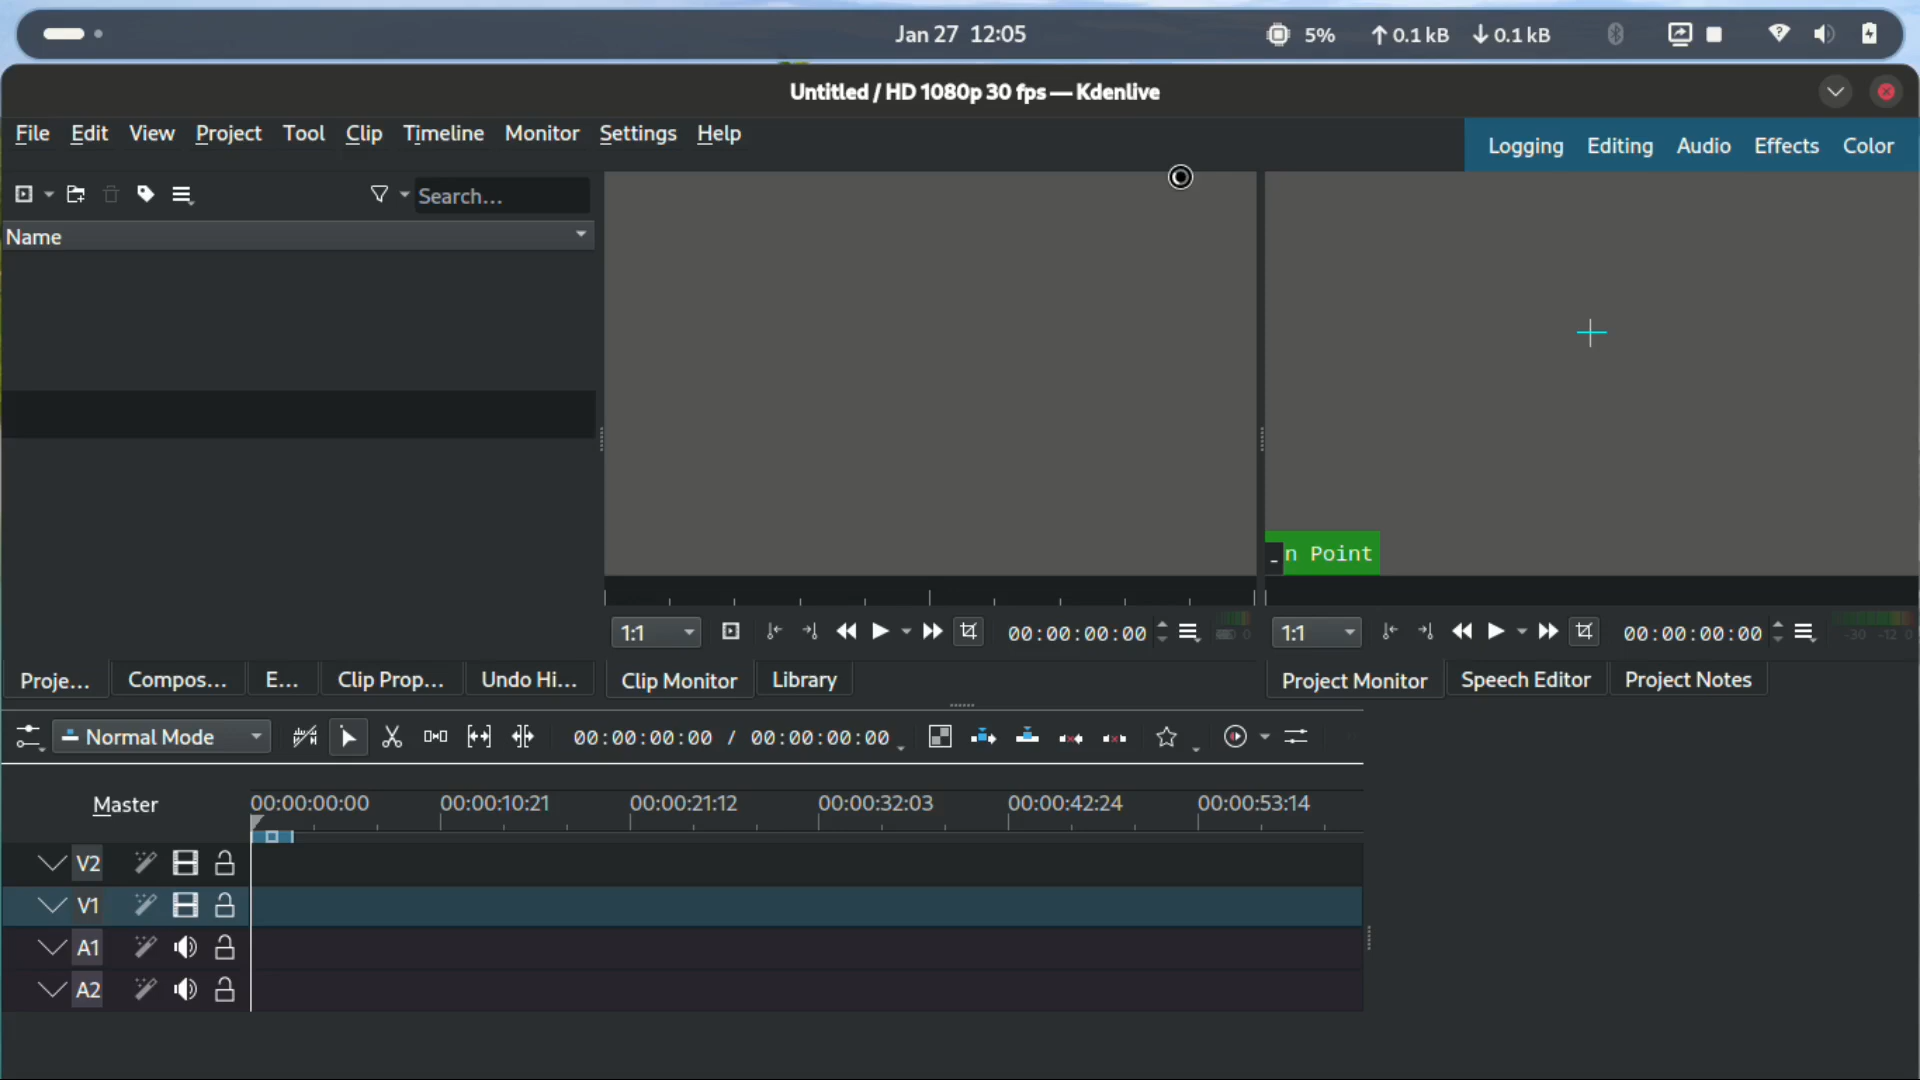 Jan 27 12:05
5%
0.1 kB
0.1 kB
Untitled / HD 1080p 30 fps — Kdenlive
File Edit View Project Tool Clip Timeline Monitor Settings Help
Logging Editing Audio Effects Color
Search...
Name
n Point
1:1
00:00:00:00
0
1:1
00:00:00:00
-30 -12 0
Proje... Compos... E... Clip Prop... Undo Hi... Clip Monitor Library Project Monitor Speech Editor Project Notes
Normal Mode
00:00:00:00 / 00:00:00:00
Master
00:00:00:00 00:00:10:21 00:00:21:12 00:00:32:03 00:00:42:24 00:00:53:14
V2
V1
A1
A2